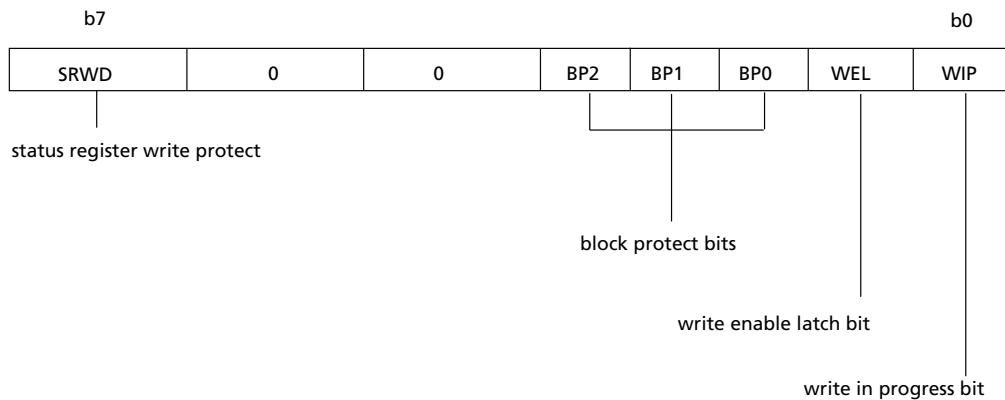 b7 b0
SRWD 0 0 BP2 BP1 BP0 WEL WIP
status register write protect
block protect bits
write enable latch bit
write in progress bit